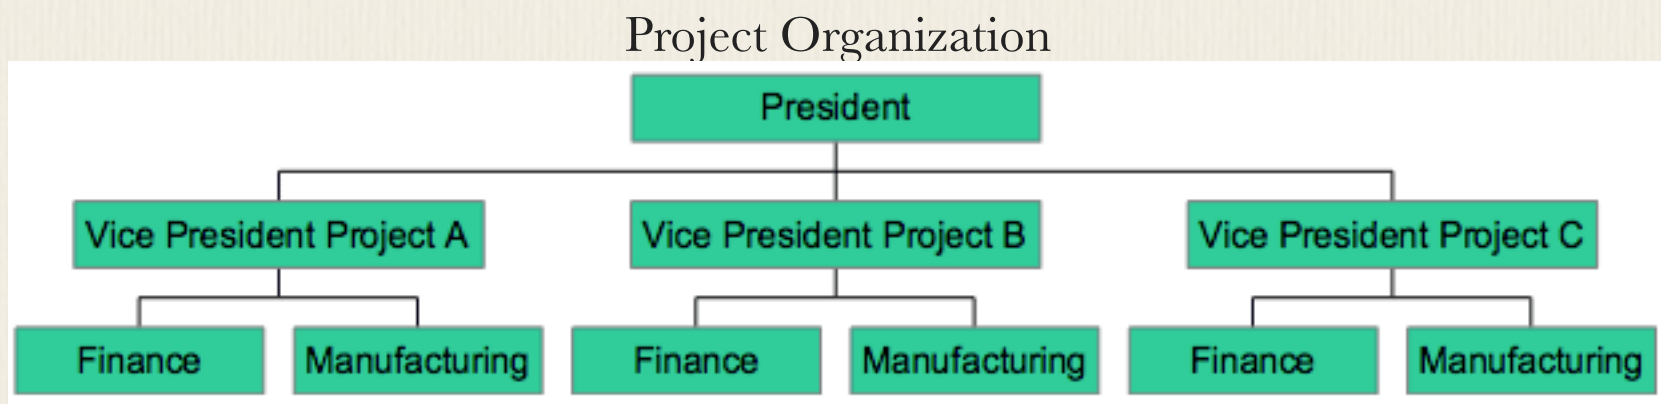 Project Organization
President
Vice President Project A
Vice President Project B
Vice President Project C
Finance
Manufacturing
Finance
Manufacturing
Finance
Manufacturing